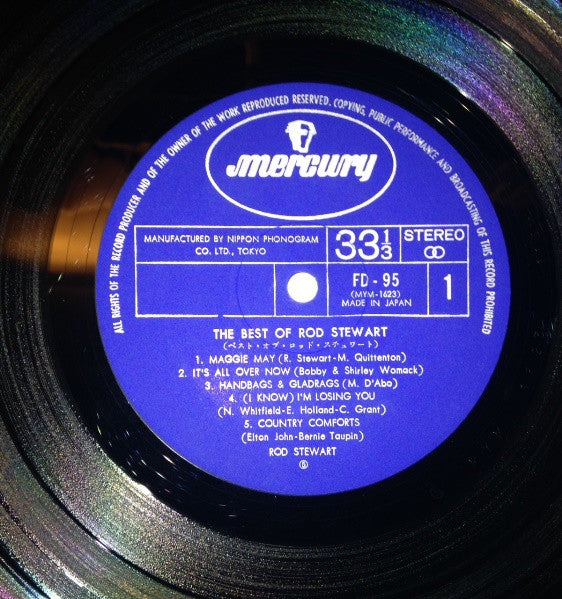 ALL RIGHTS OF THE RECORD PRODUCER AND OF THE OWNER OF THE WORK REPRODUCED RESERVED. COPYING, PUBLIC PERFORMANCE AND BROADCASTING OF THIS RECORD PROHIBITED
mercury
MANUFACTURED BY NIPPON PHONOGRAM
CO. LTD., TOKYO
33 1/3
STEREO
FD-95
(MYM-1623)
MADE IN JAPAN
1
THE BEST OF ROD STEWART
(ベスト・オブ・ロッド・スチュワート)
1. MAGGIE MAY (R. Stewart-M. Quittenton)
2. IT'S ALL OVER NOW (Bobby & Shirley Womack)
3. HANDBAGS & GLADRAGS (M. D'Abo)
4. (I KNOW) I'M LOSING YOU
(N. Whitfield-E. Holland-C. Grant)
5. COUNTRY COMFORTS
(Elton John-Bernie Taupin)
ROD STEWART